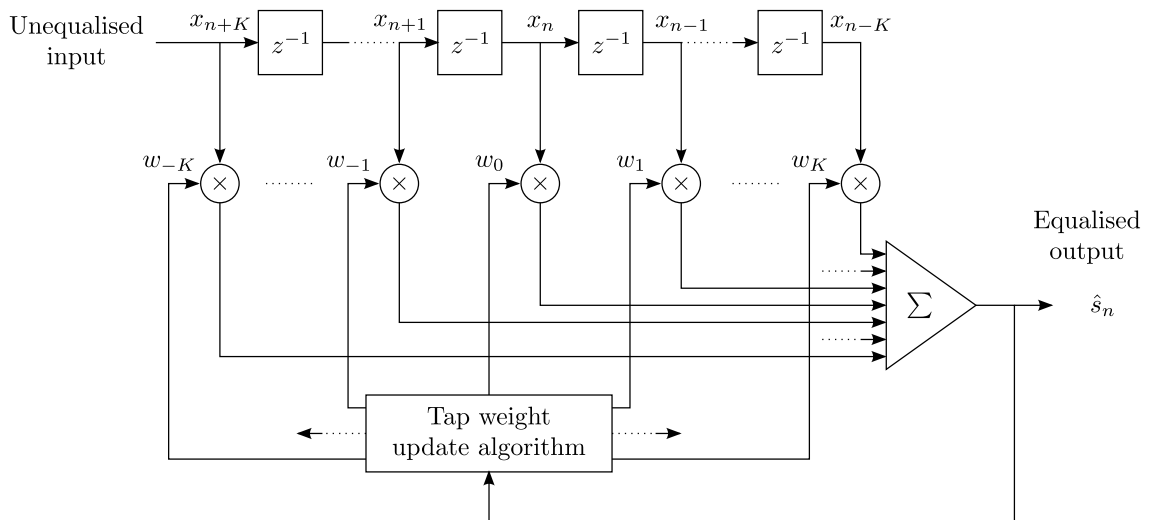 Unequalised
input
x_{n+K}
x_{n+1}
x_n
x_{n−1}
x_{n−K}
z^{−1}
z^{−1}
z^{−1}
z^{−1}
w_{−K}
w_{−1}
w_0
w_1
w_K
×
×
×
×
×
Equalised
output
∑
ŝ_n
Tap weight
update algorithm